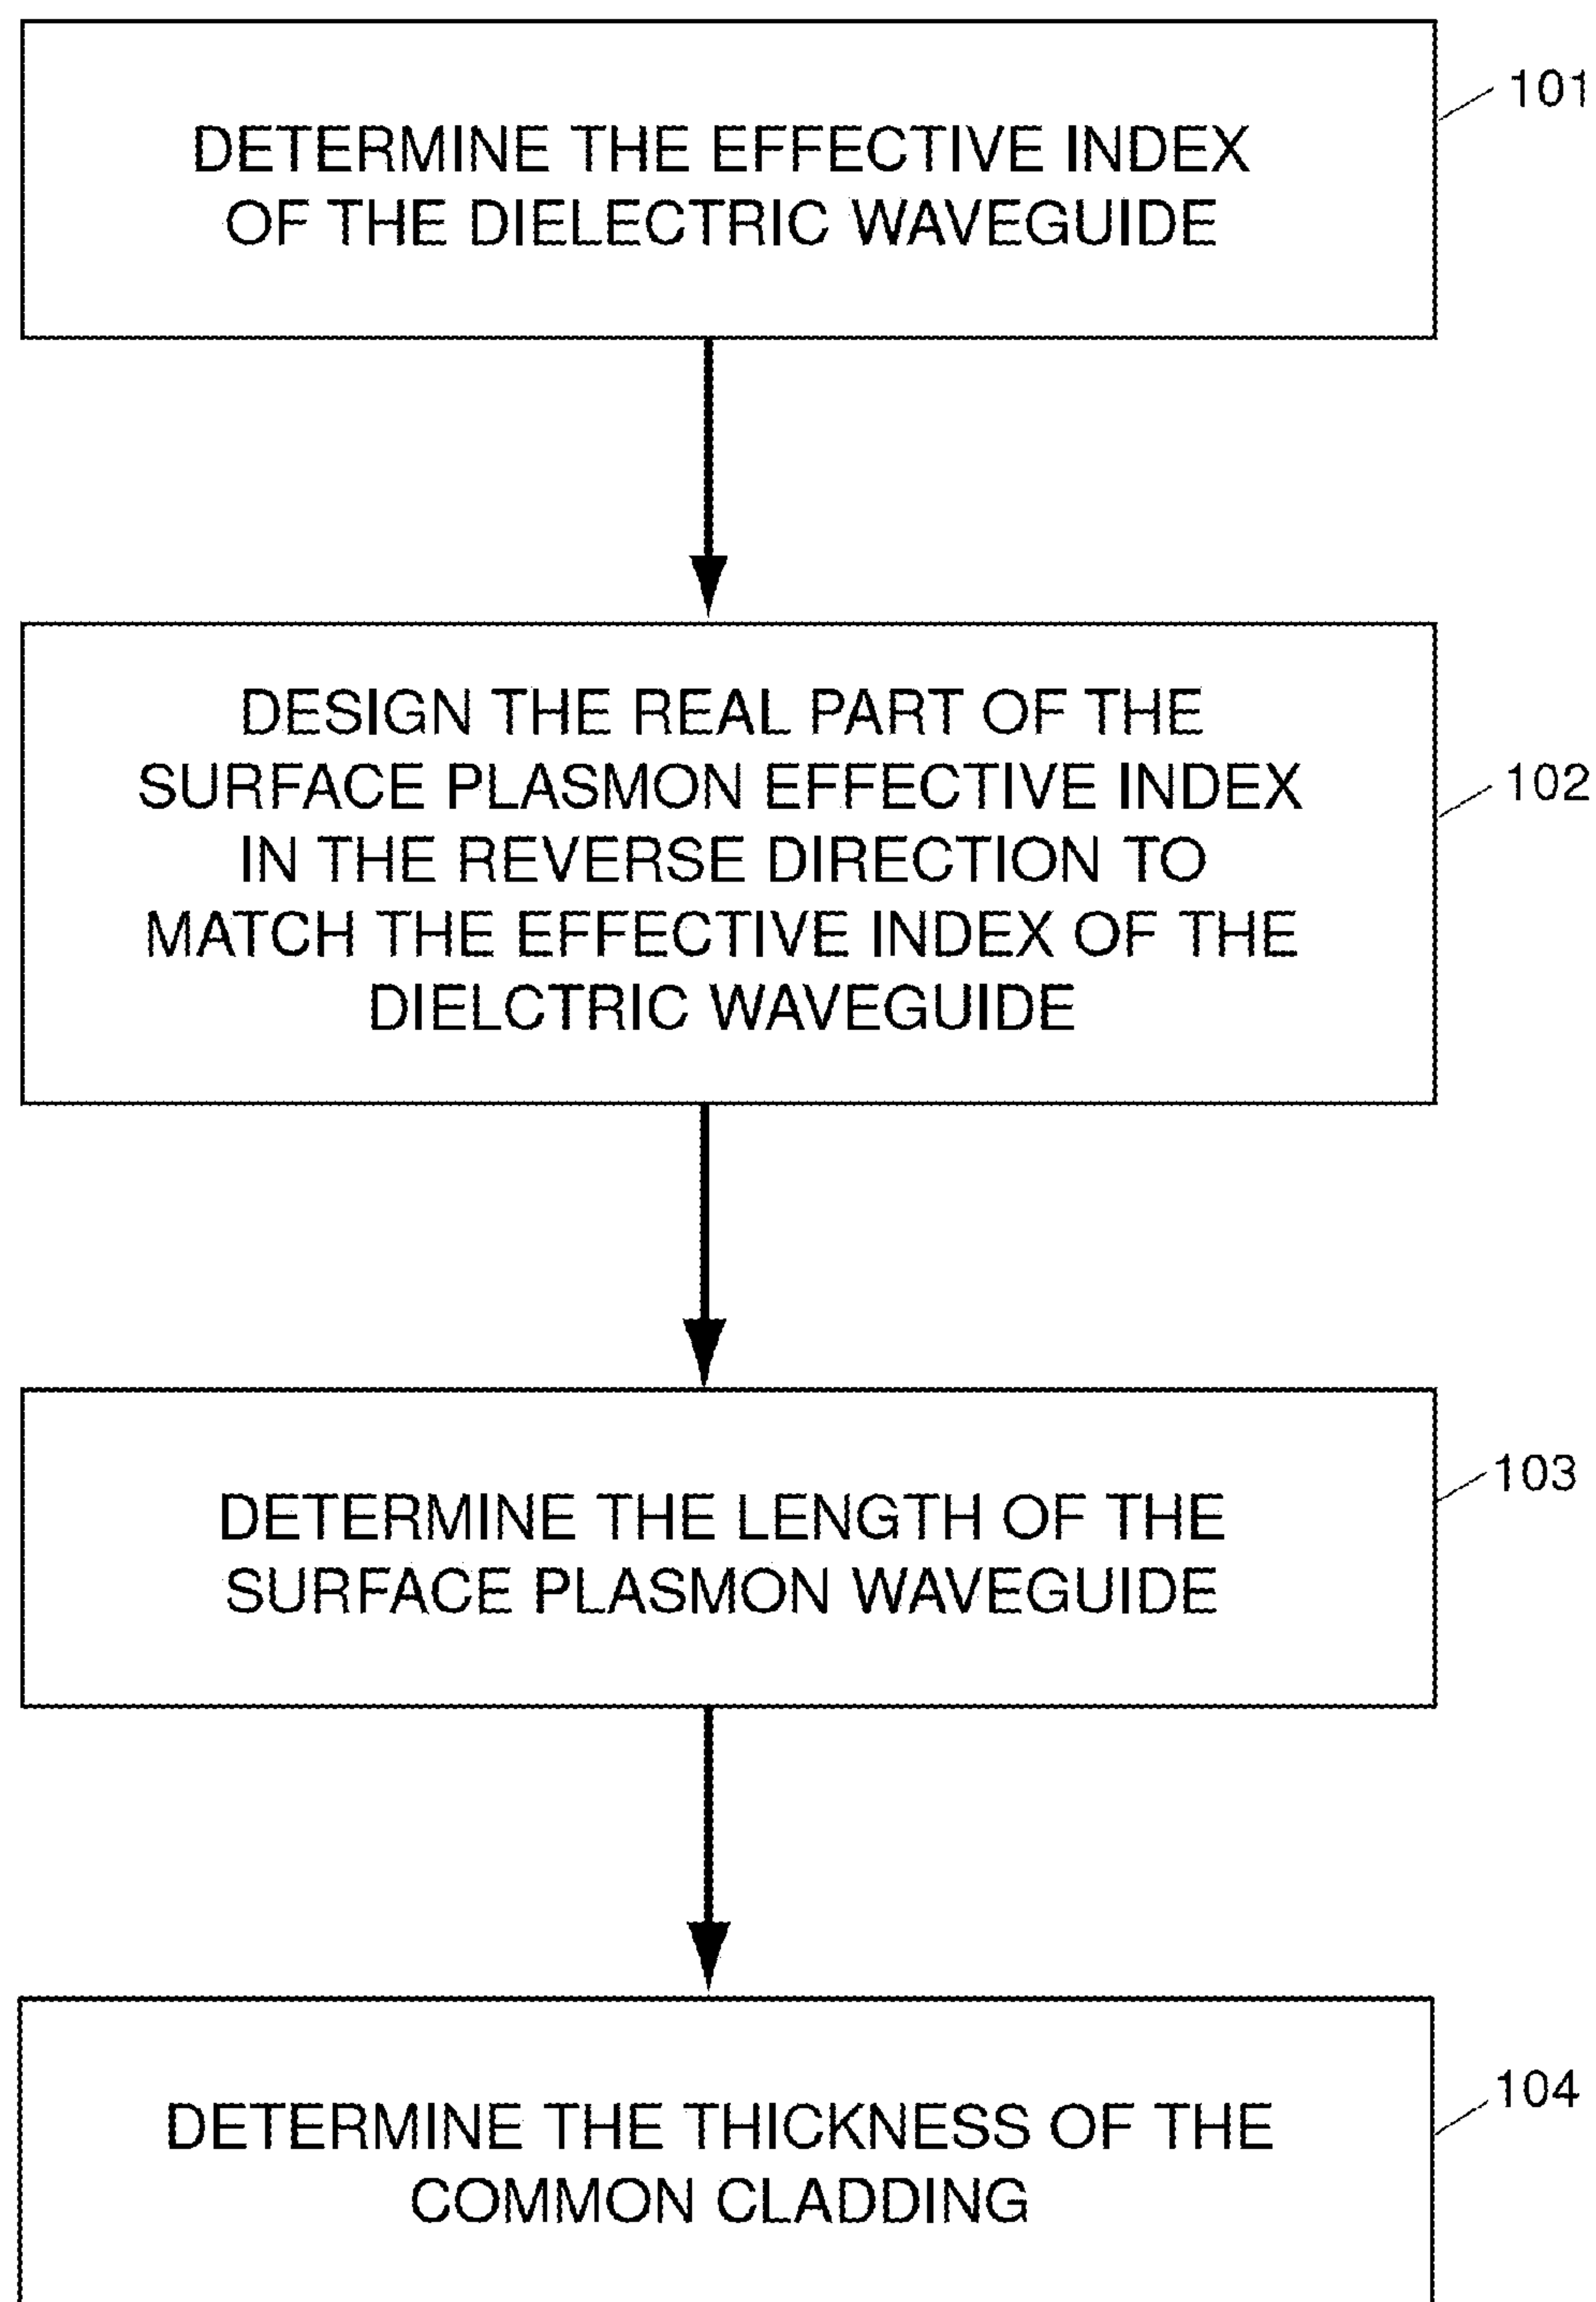 DETERMINE THE EFFECTIVE INDEX
OF THE DIELECTRIC WAVEGUIDE
101
DESIGN THE REAL PART OF THE
SURFACE PLASMON EFFECTIVE INDEX
IN THE REVERSE DIRECTION TO
MATCH THE EFFECTIVE INDEX OF THE
DIELCTRIC WAVEGUIDE
102
DETERMINE THE LENGTH OF THE
SURFACE PLASMON WAVEGUIDE
103
DETERMINE THE THICKNESS OF THE
COMMON CLADDING
104